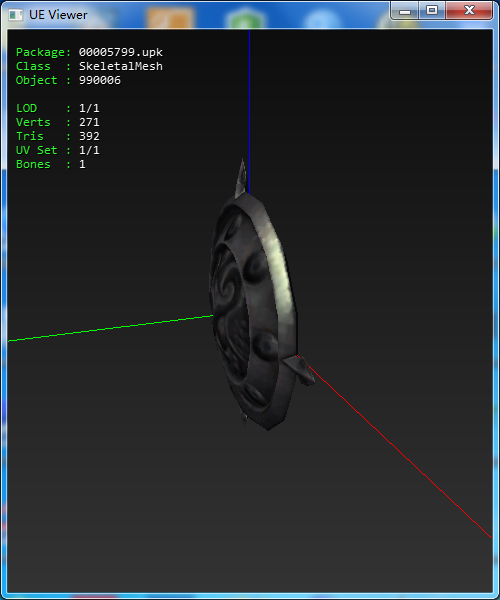 UE Viewer
Package: 00005799.upk
Class : SkeletalMesh
Object : 990006
LOD : 1/1
Verts : 271
Tris : 392
UV Set : 1/1
Bones : 1